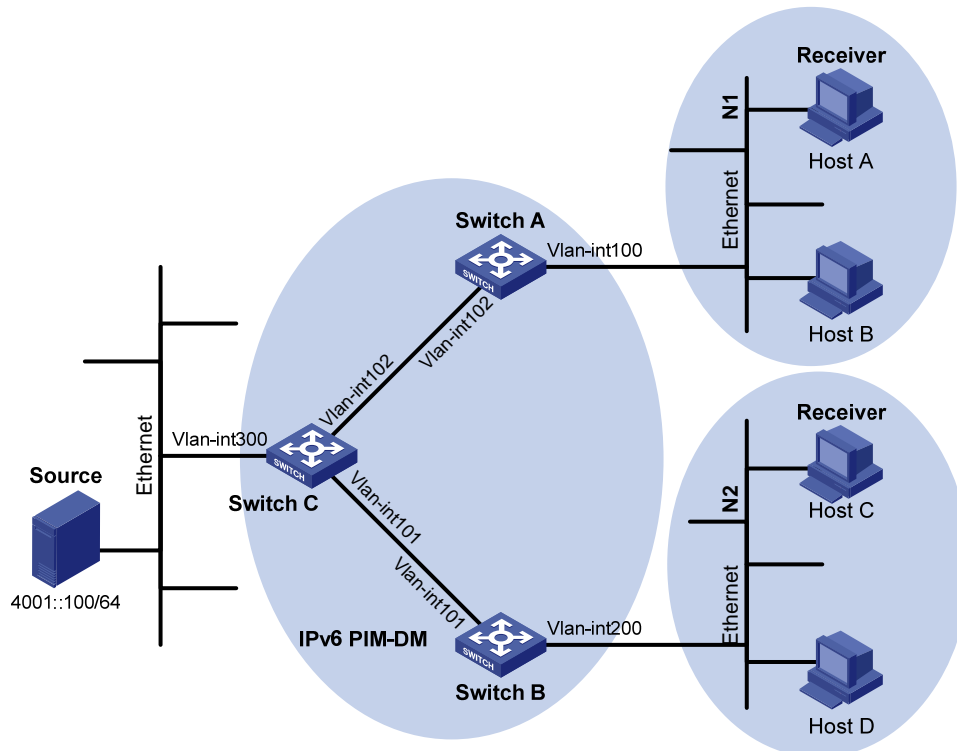 Receiver
N1
Host A
Ethernet
Switch A
Vlan-int100
SWITCH
Host B
Vlan-int102
Vlan-int102
Ethernet
Vlan-int300
SWITCH
Source
Switch C
4001::100/64
Vlan-int101
Vlan-int101
IPv6 PIM-DM
SWITCH
Vlan-int200
Switch B
Receiver
N2
Host C
Ethernet
Host D